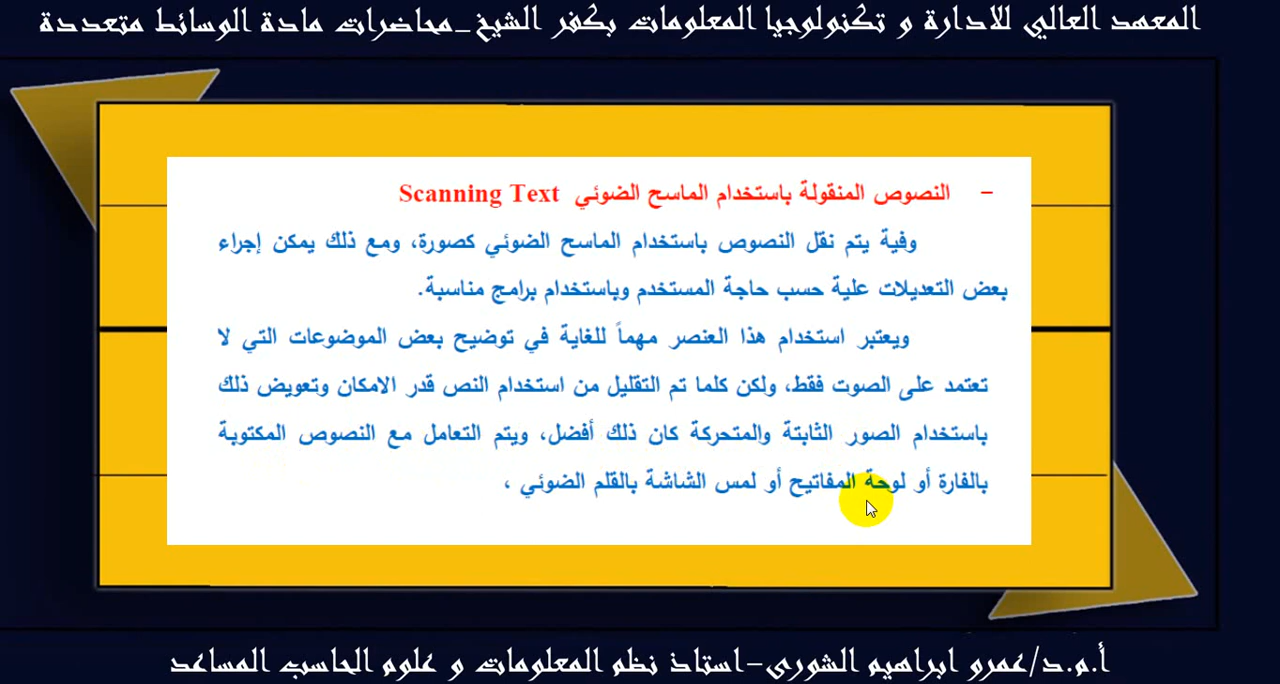 المعهد العالي للادارة و تكنولوجيا المعلومات بكفر الشيخ_محاضرات مادة الوسائط متعددة
- النصوص المنقولة باستخدام الماسح الضوئي Scanning Text
وفية يتم نقل النصوص باستخدام الماسح الضوئي كصورة، ومع ذلك يمكن إجراء
بعض التعديلات علية حسب حاجة المستخدم وباستخدام برامج مناسبة.
ويعتبر استخدام هذا العنصر مهماً للغاية في توضيح بعض الموضوعات التي لا
تعتمد على الصوت فقط، ولكن كلما تم التقليل من استخدام النص قدر الامكان وتعويض ذلك
باستخدام الصور الثابتة والمتحركة كان ذلك أفضل، ويتم التعامل مع النصوص المكتوبة
بالفارة أو لوحة المفاتيح أو لمس الشاشة بالقلم الضوئي ،
أ.م.د/عمرو ابراهيم الشورى-استاذ نظم المعلومات و علوم الحاسب المساعد